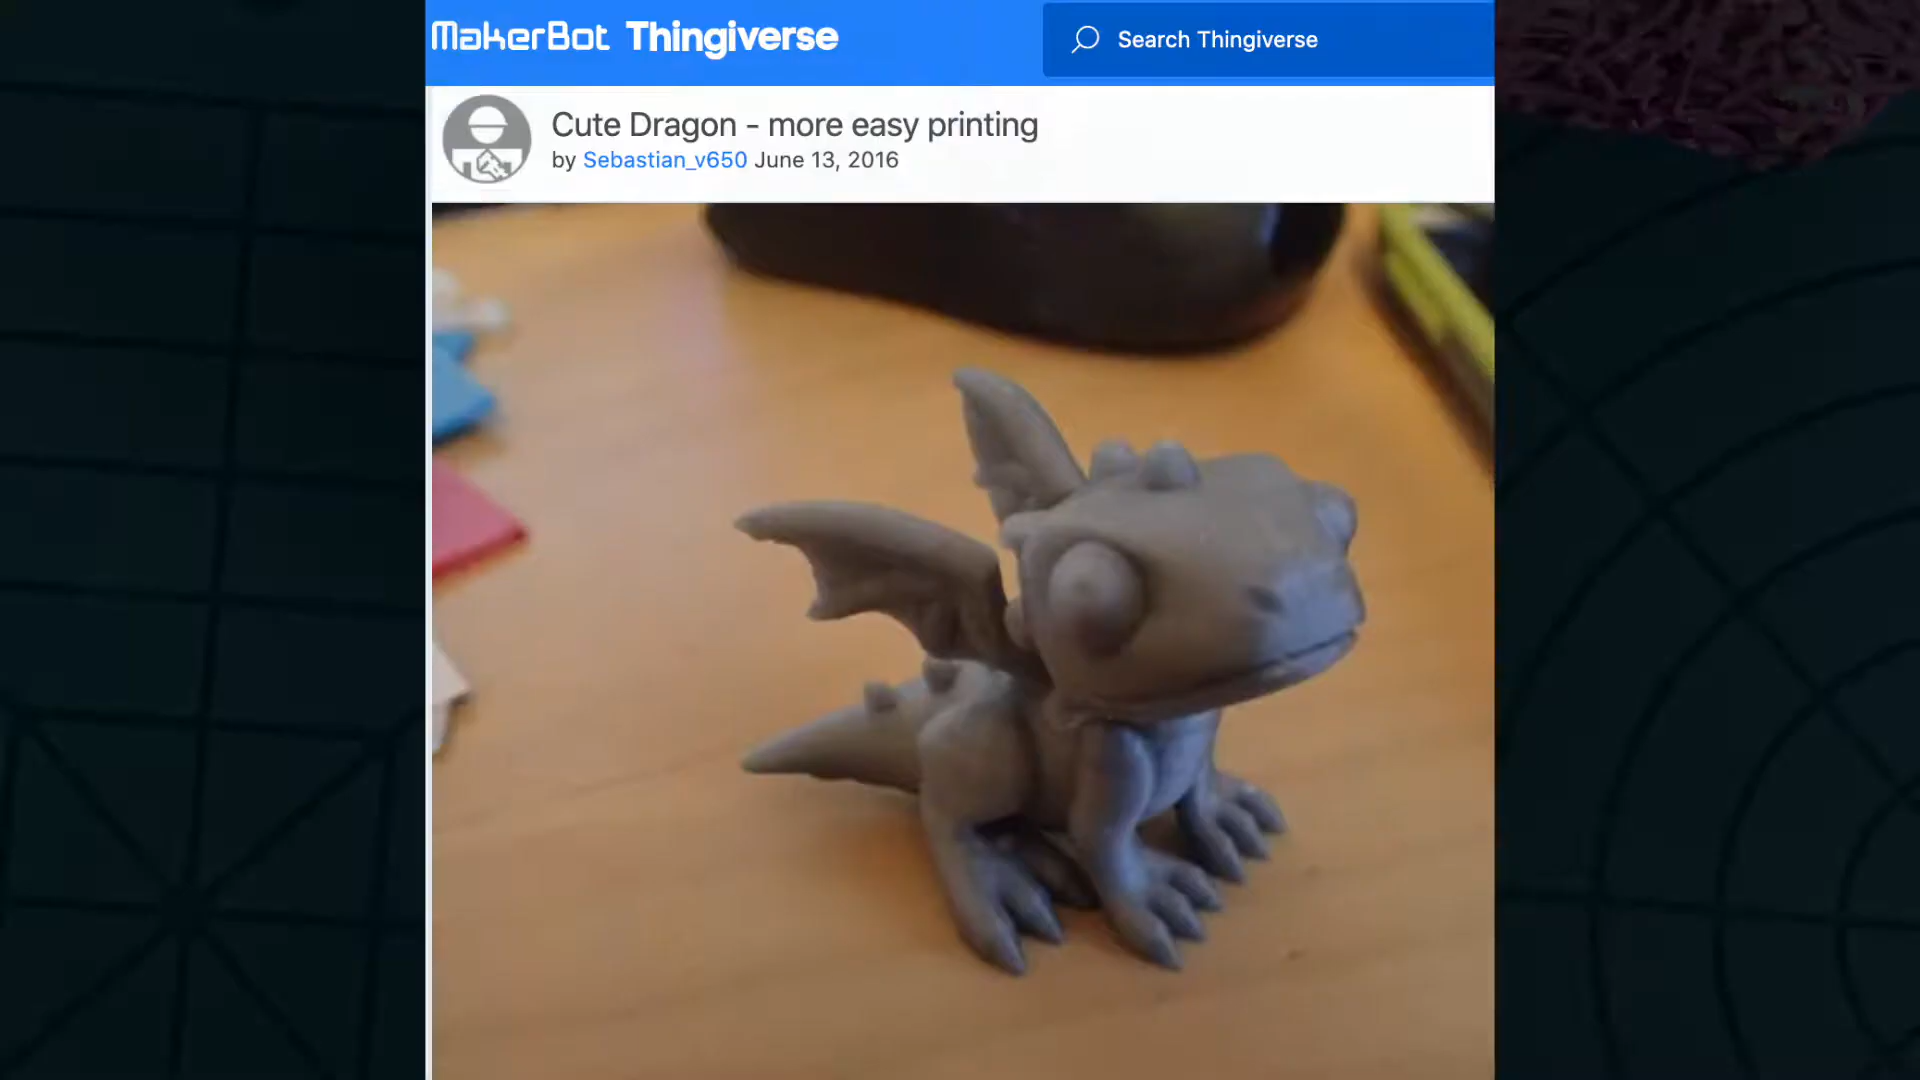 MakerBot Thingiverse
Search Thingiverse
Cute Dragon - more easy printing
by Sebastian_v650 June 13, 2016